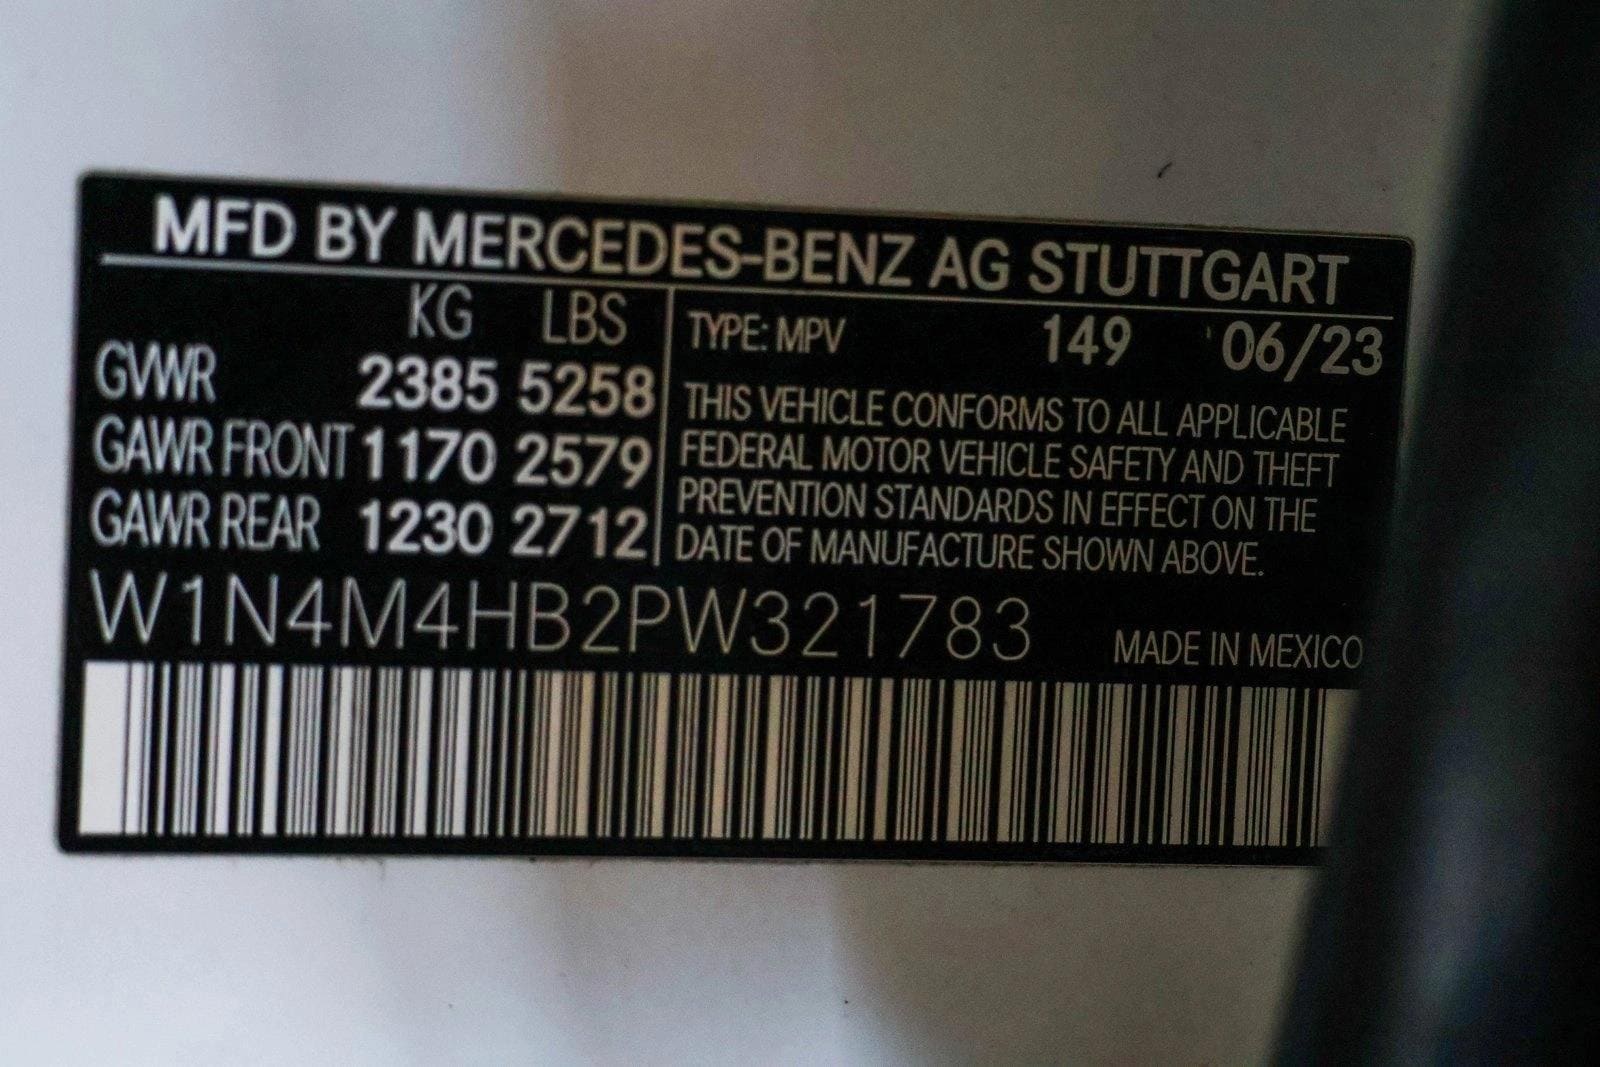 MFD BY MERCEDES-BENZ AG STUTTGART
KG LBS
GVWR 2385 5258
GAWR FRONT 1170 2579
GAWR REAR 1230 2712
TYPE: MPV 149 06/23
THIS VEHICLE CONFORMS TO ALL APPLICABLE
FEDERAL MOTOR VEHICLE SAFETY AND THEFT
PREVENTION STANDARDS IN EFFECT ON THE
DATE OF MANUFACTURE SHOWN ABOVE.
W1N4M4HB2PW321783
MADE IN MEXICO